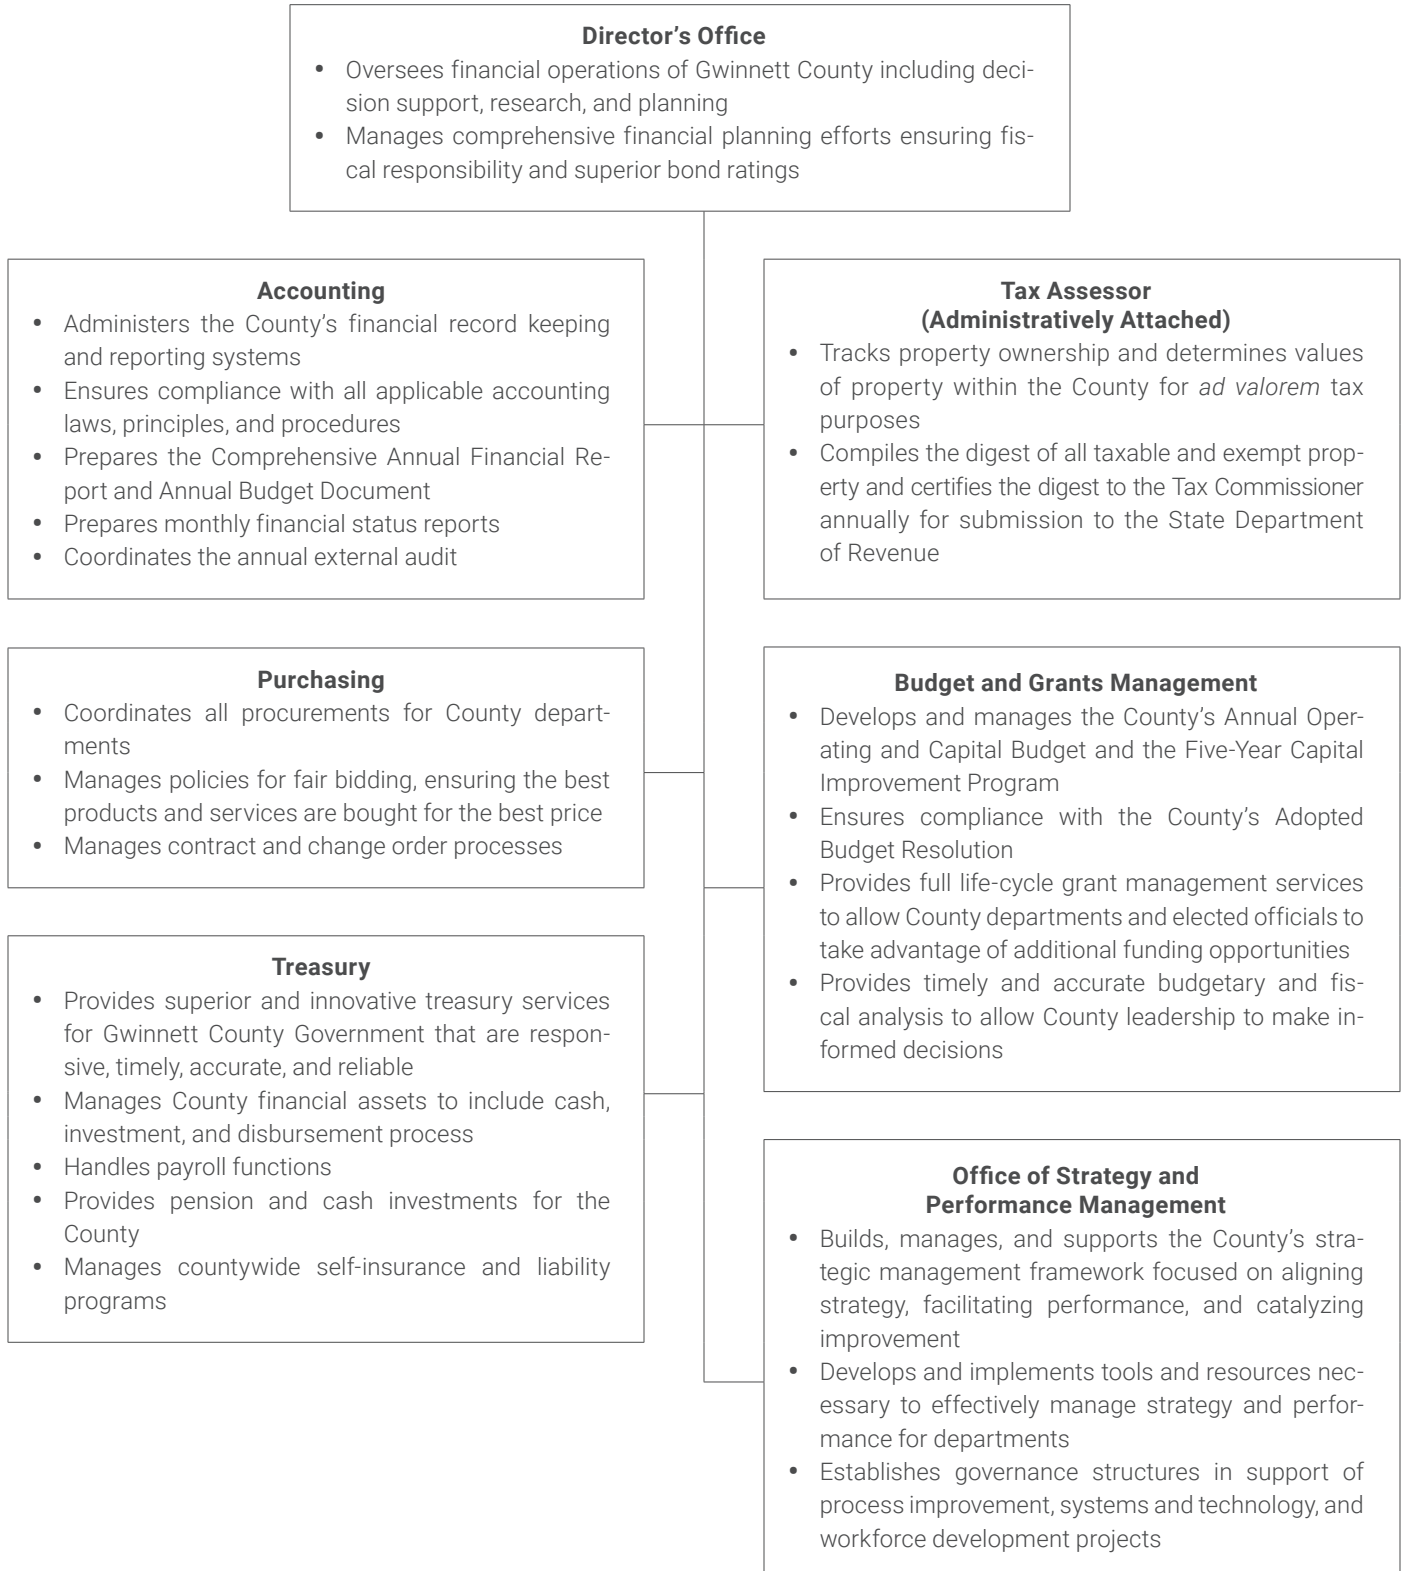 Director’s Office
• Oversees financial operations of Gwinnett County including deci-
sion support, research, and planning
• Manages comprehensive financial planning efforts ensuring fis-
cal responsibility and superior bond ratings
Accounting
• Administers the County’s financial record keeping
and reporting systems
• Ensures compliance with all applicable accounting
laws, principles, and procedures
• Prepares the Comprehensive Annual Financial Re-
port and Annual Budget Document
• Prepares monthly financial status reports
• Coordinates the annual external audit
Tax Assessor
(Administratively Attached)
• Tracks property ownership and determines values
of property within the County for ad valorem tax
purposes
• Compiles the digest of all taxable and exempt prop-
erty and certifies the digest to the Tax Commissioner
annually for submission to the State Department
of Revenue
Purchasing
• Coordinates all procurements for County depart-
ments
• Manages policies for fair bidding, ensuring the best
products and services are bought for the best price
• Manages contract and change order processes
Budget and Grants Management
• Develops and manages the County’s Annual Oper-
ating and Capital Budget and the Five-Year Capital
Improvement Program
• Ensures compliance with the County’s Adopted
Budget Resolution
• Provides full life-cycle grant management services
to allow County departments and elected officials to
take advantage of additional funding opportunities
• Provides timely and accurate budgetary and fis-
cal analysis to allow County leadership to make in-
formed decisions
Treasury
• Provides superior and innovative treasury services
for Gwinnett County Government that are respon-
sive, timely, accurate, and reliable
• Manages County financial assets to include cash,
investment, and disbursement process
• Handles payroll functions
• Provides pension and cash investments for the
County
• Manages countywide self-insurance and liability
programs
Office of Strategy and
Performance Management
• Builds, manages, and supports the County’s stra-
tegic management framework focused on aligning
strategy, facilitating performance, and catalyzing
improvement
• Develops and implements tools and resources nec-
essary to effectively manage strategy and perfor-
mance for departments
• Establishes governance structures in support of
process improvement, systems and technology, and
workforce development projects